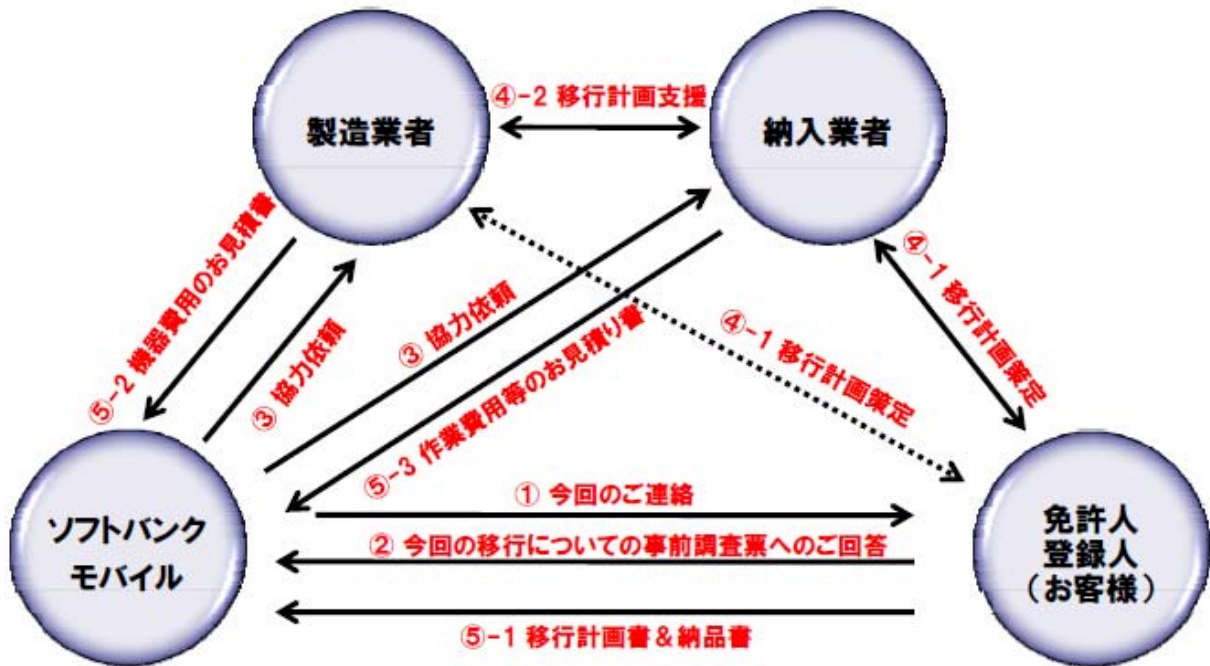 製造業者
④-2 移行計画支援
納入業者
⑤-2 機器費用のお見積書
③ 協力依頼
③ 協力依頼
⑤-3 作業費用等のお見積り書
④-1 移行計画策定
④-1 移行計画策定
① 今回のご連絡
② 今回の移行についての事前調査票へのご回答
⑤-1 移行計画書&納品書
ソフトバンク
モバイル
免許人
登録人
(お客様)